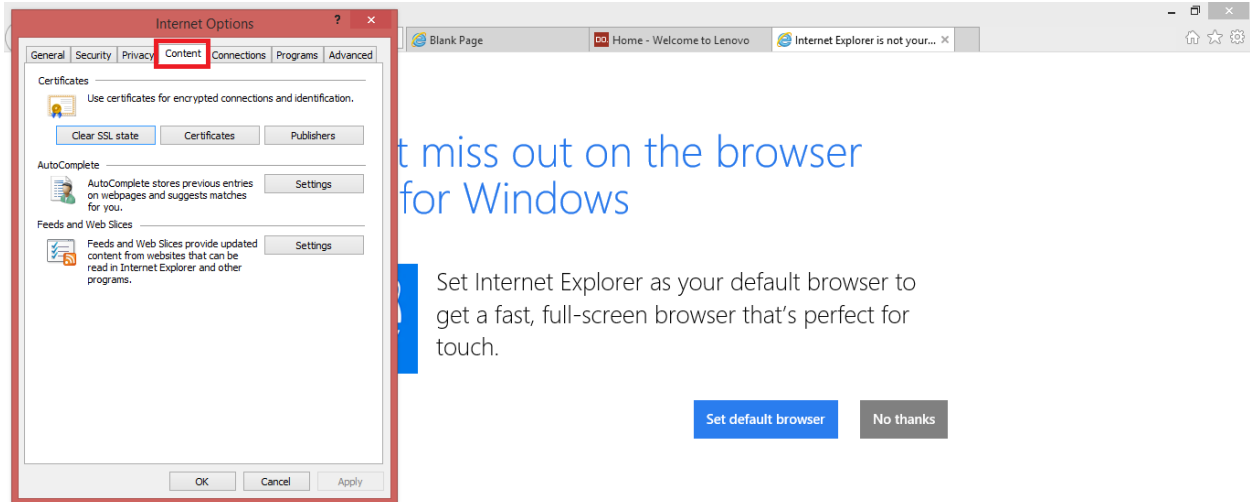 Internet Options
?
Blank Page
Home - Welcome to Lenovo
Internet Explorer is not your...
General Security Privacy Content Connections Programs Advanced
Certificates
Use certificates for encrypted connections and identification.
Clear SSL state Certificates Publishers
AutoComplete
AutoComplete stores previous entries
on webpages and suggests matches
for you.
Settings
Feeds and Web Slices
Feeds and Web Slices provide updated
content from websites that can be
read in Internet Explorer and other
programs.
Settings
OK Cancel Apply
t miss out on the browser
for Windows
Set Internet Explorer as your default browser to
get a fast, full-screen browser that's perfect for
touch.
Set default browser No thanks